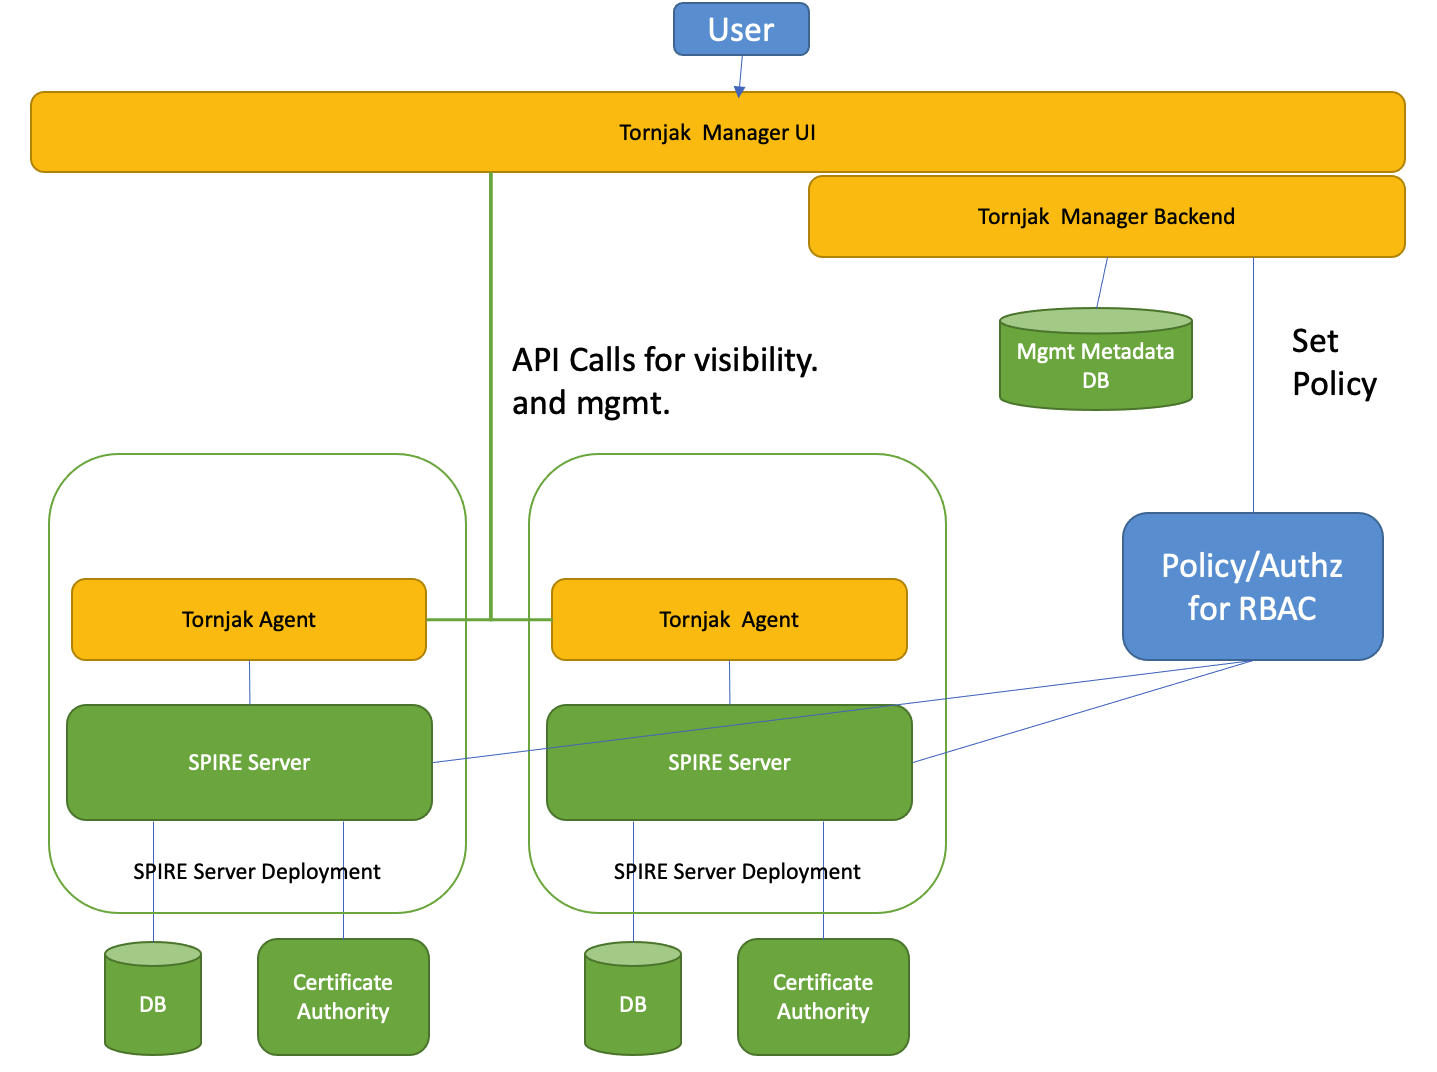 User
Tornjak  Manager UI
Tornjak  Manager Backend
Mgmt Metadata
DB
Set
Policy
API Calls for visibility.
and mgmt.
Policy/Authz
for RBAC
Tornjak Agent
Tornjak  Agent
SPIRE Server
SPIRE Server
SPIRE Server Deployment
SPIRE Server Deployment
DB
Certificate
Authority
DB
Certificate
Authority